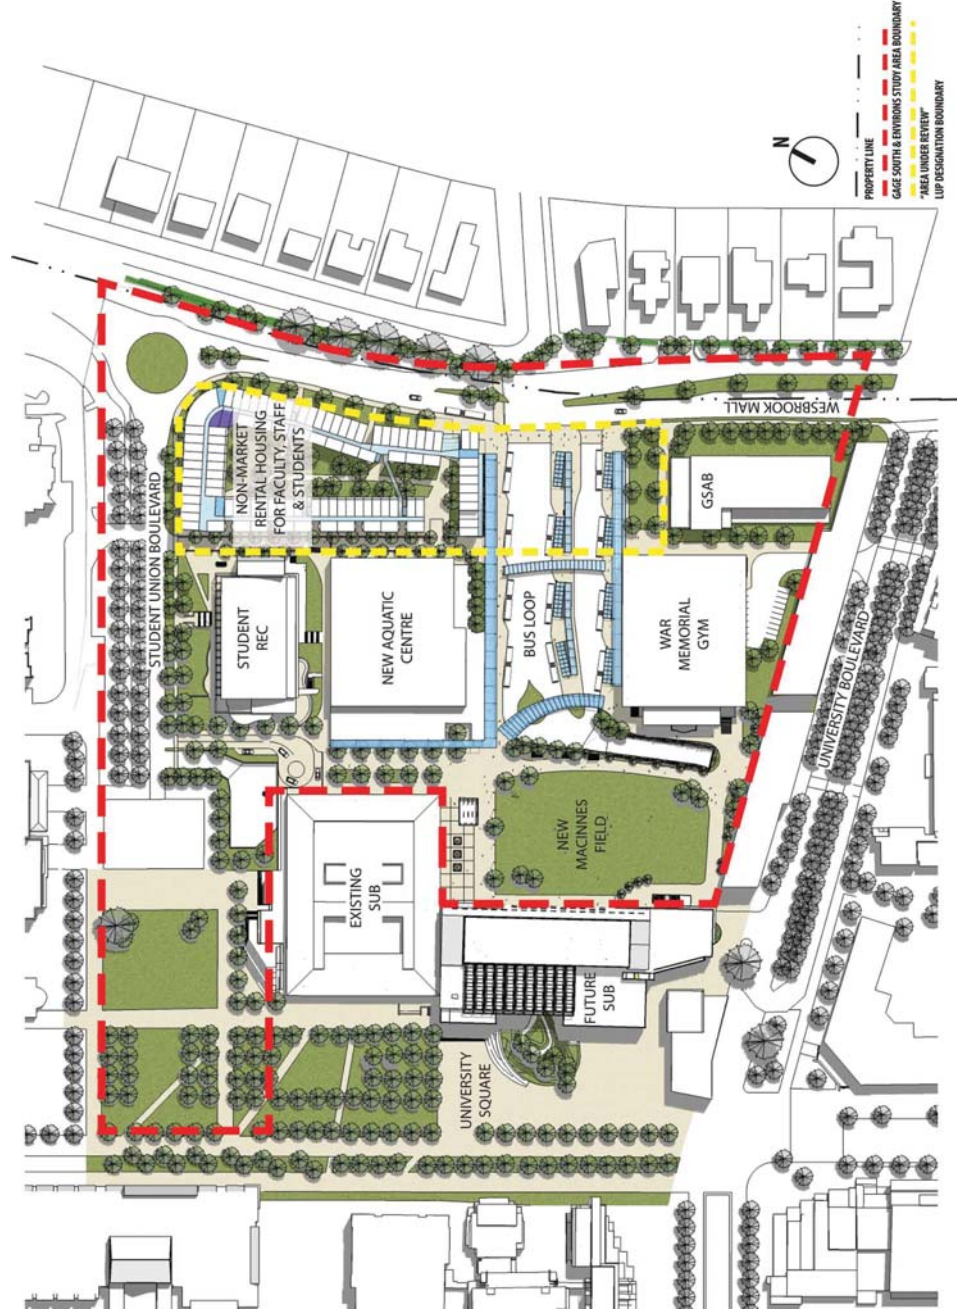 STUDENT UNION BOULEVARD
NON-MARKET
RENTAL HOUSING
FOR FACULTY, STAFF
& STUDENTS
STUDENT
REC
NEW AQUATIC
CENTRE
BUS LOOP
WAR
MEMORIAL
GYM
GSAB
WESBROOK MALL
UNIVERSITY BOULEVARD
EXISTING
SUB
NEW
MACINNES
FIELD
FUTURE
SUB
UNIVERSITY
SQUARE
N
PROPERTY LINE
GAGE SOUTH & ENVIRONS STUDY AREA BOUNDARY
"AREA UNDER REVIEW"
LUP DESIGNATION BOUNDARY